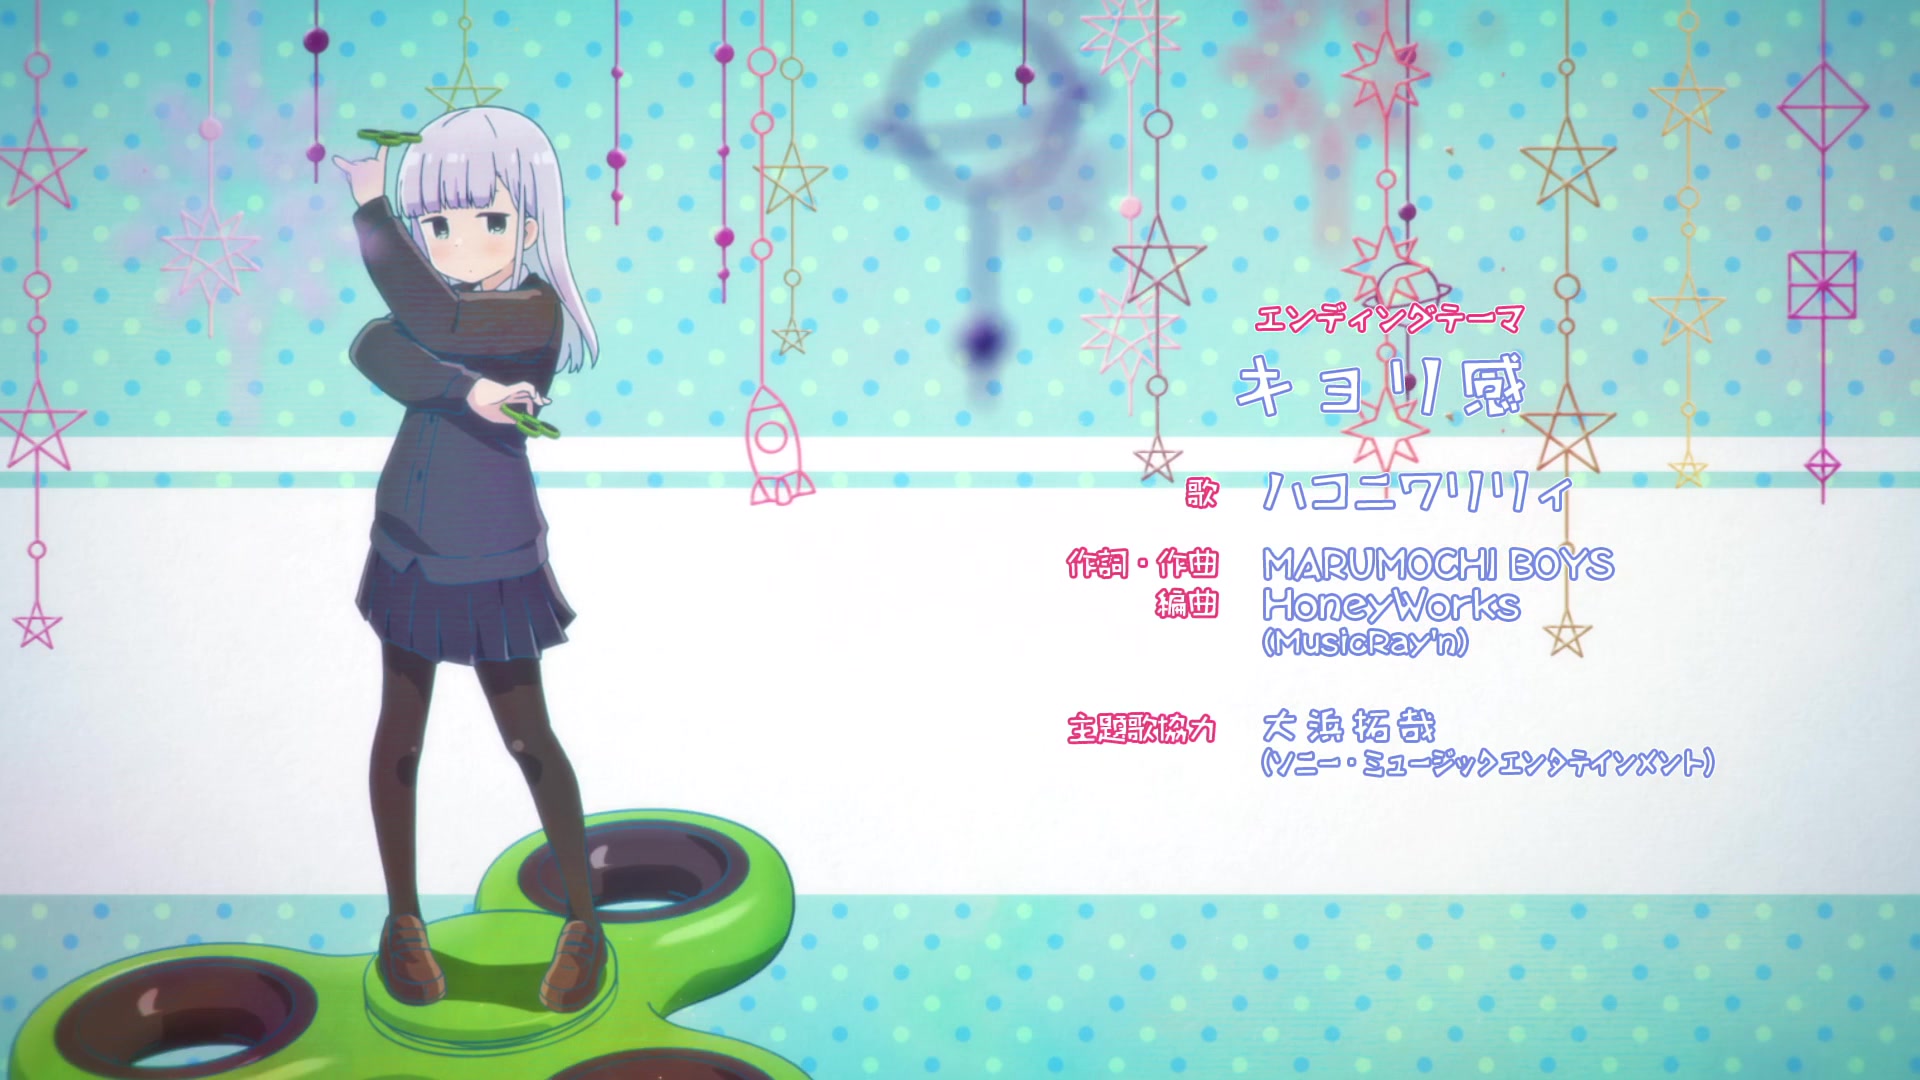 エンディングテーマ
キョリ感
歌 ハコニワリリィ
作詞・作曲 MARUMOCHI BOYS
編曲 HoneyWorks
(MusicRay'n)
主題歌協力 大浜拓哉
(ソニー・ミュージックエンタテインメント)